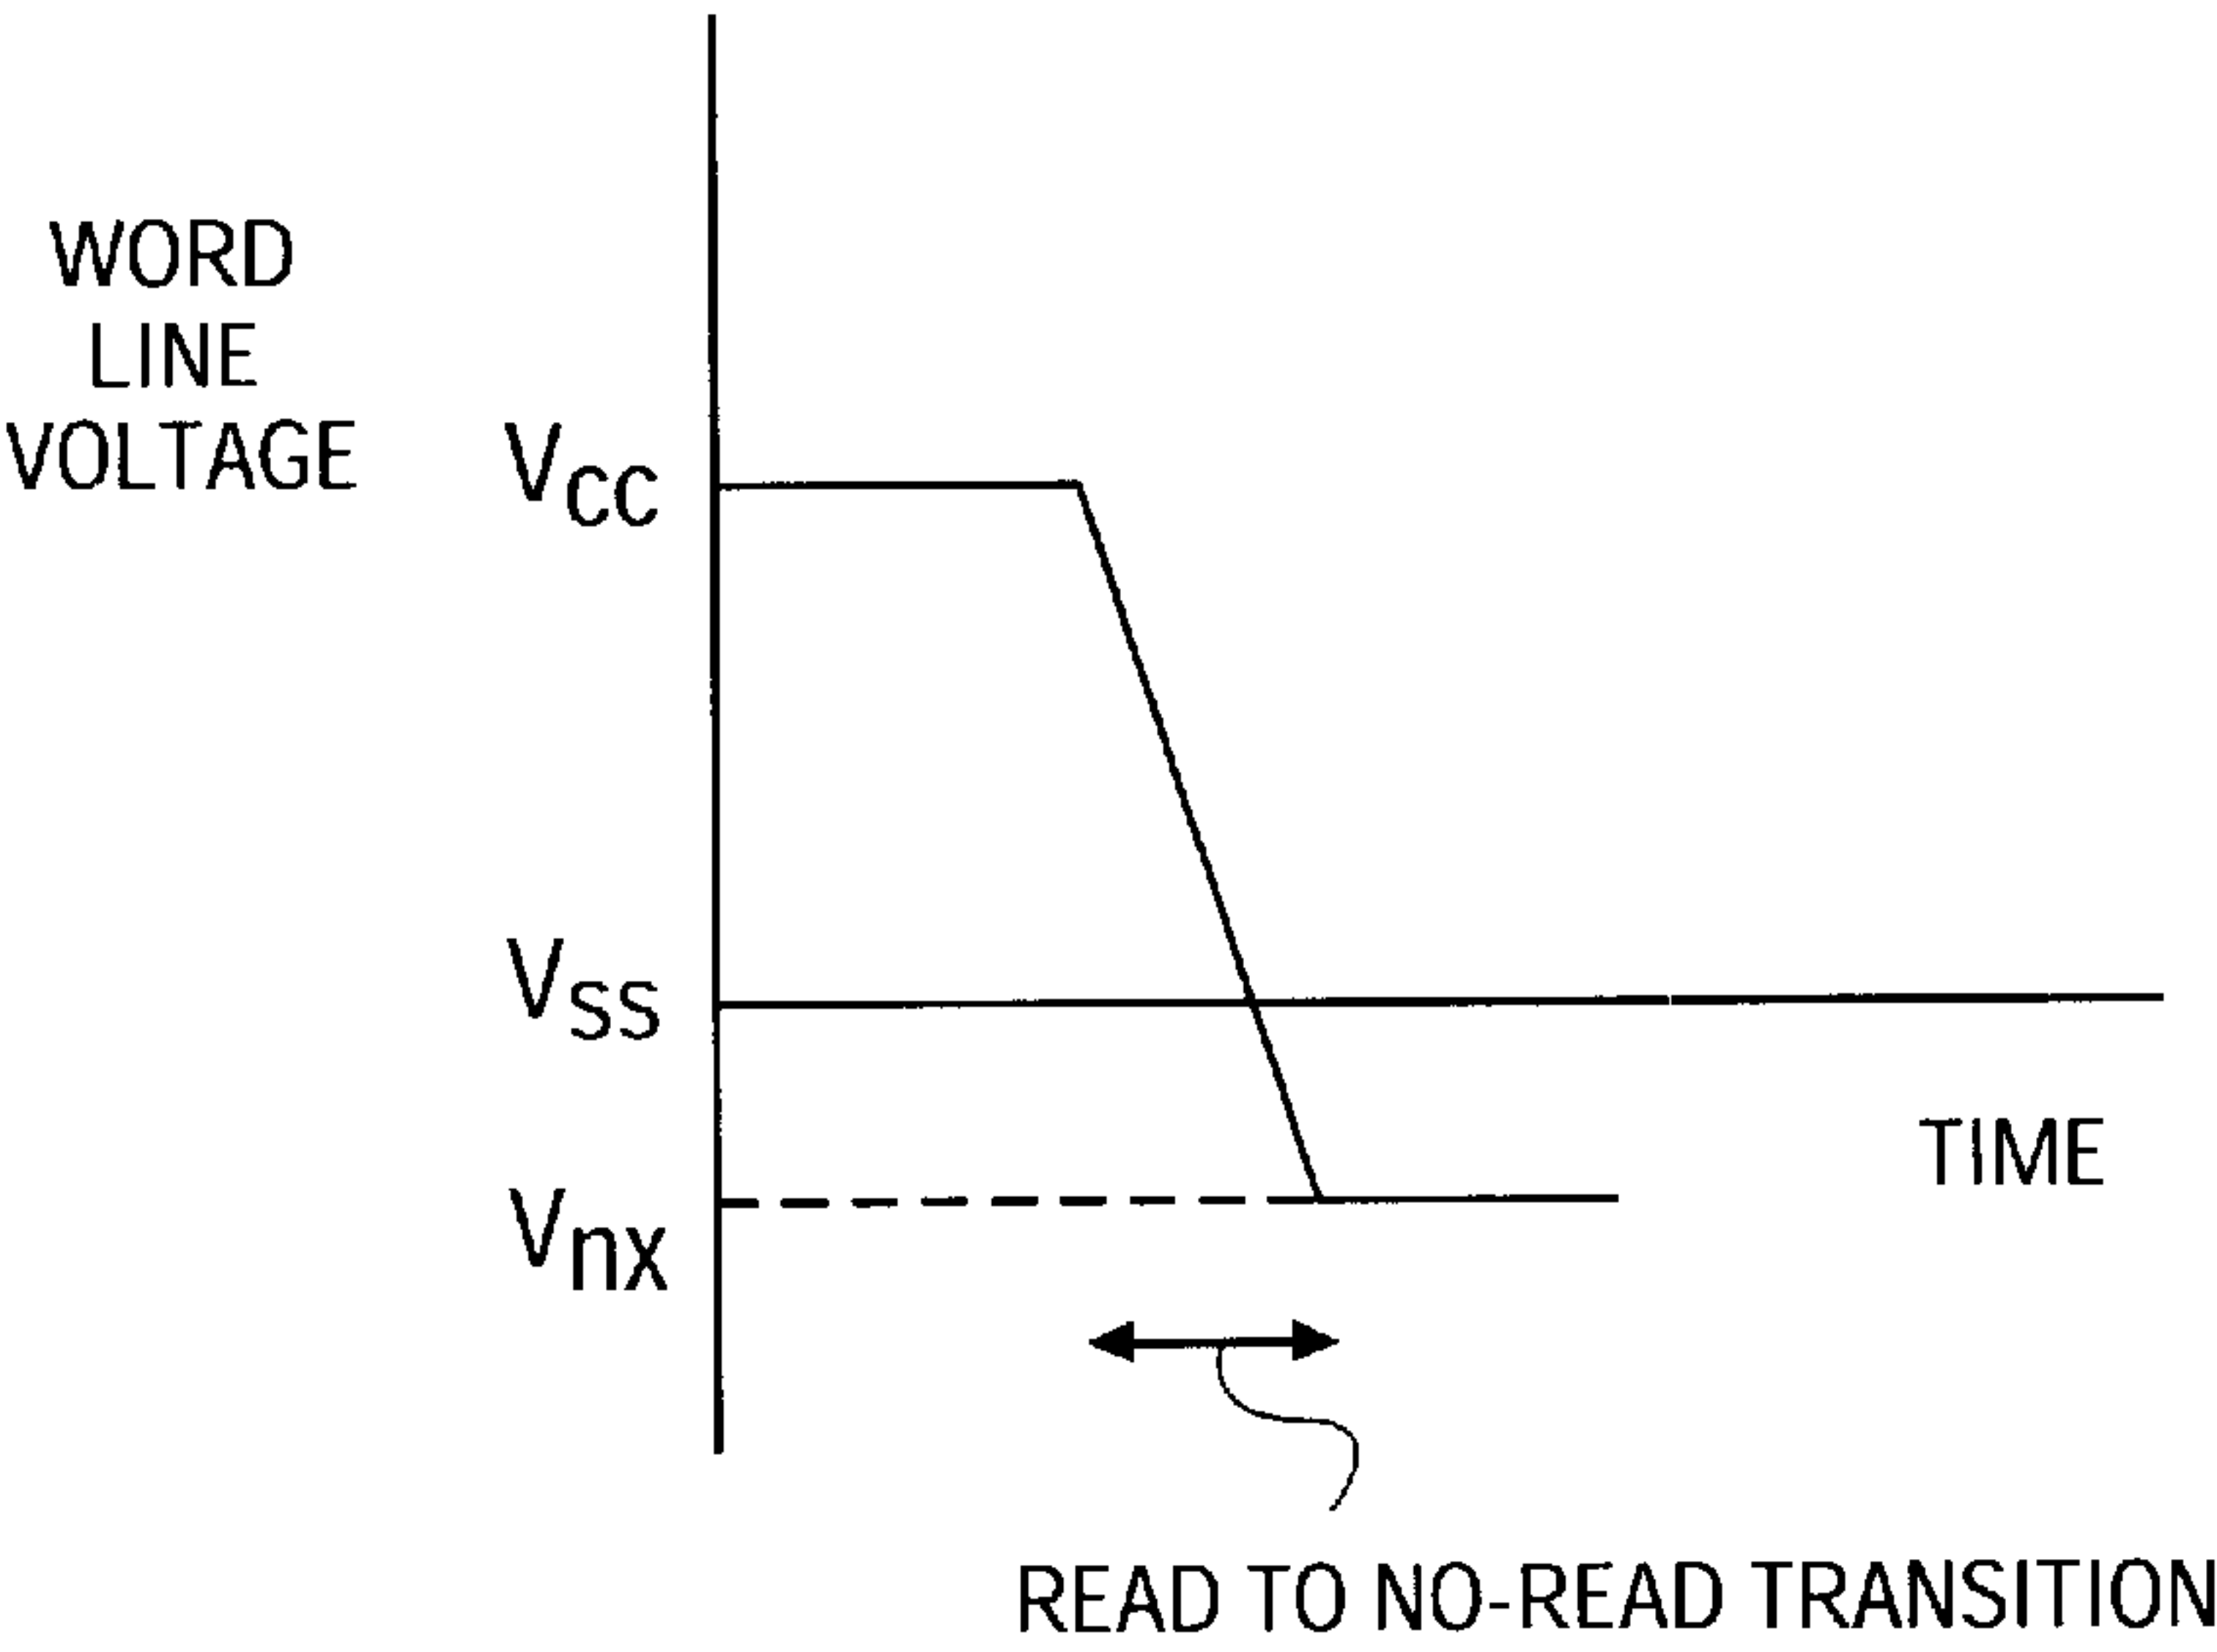 WORD
LINE
VOLTAGE
Vcc
Vss
Vnx
TIME
READ TO NO-READ TRANSITION